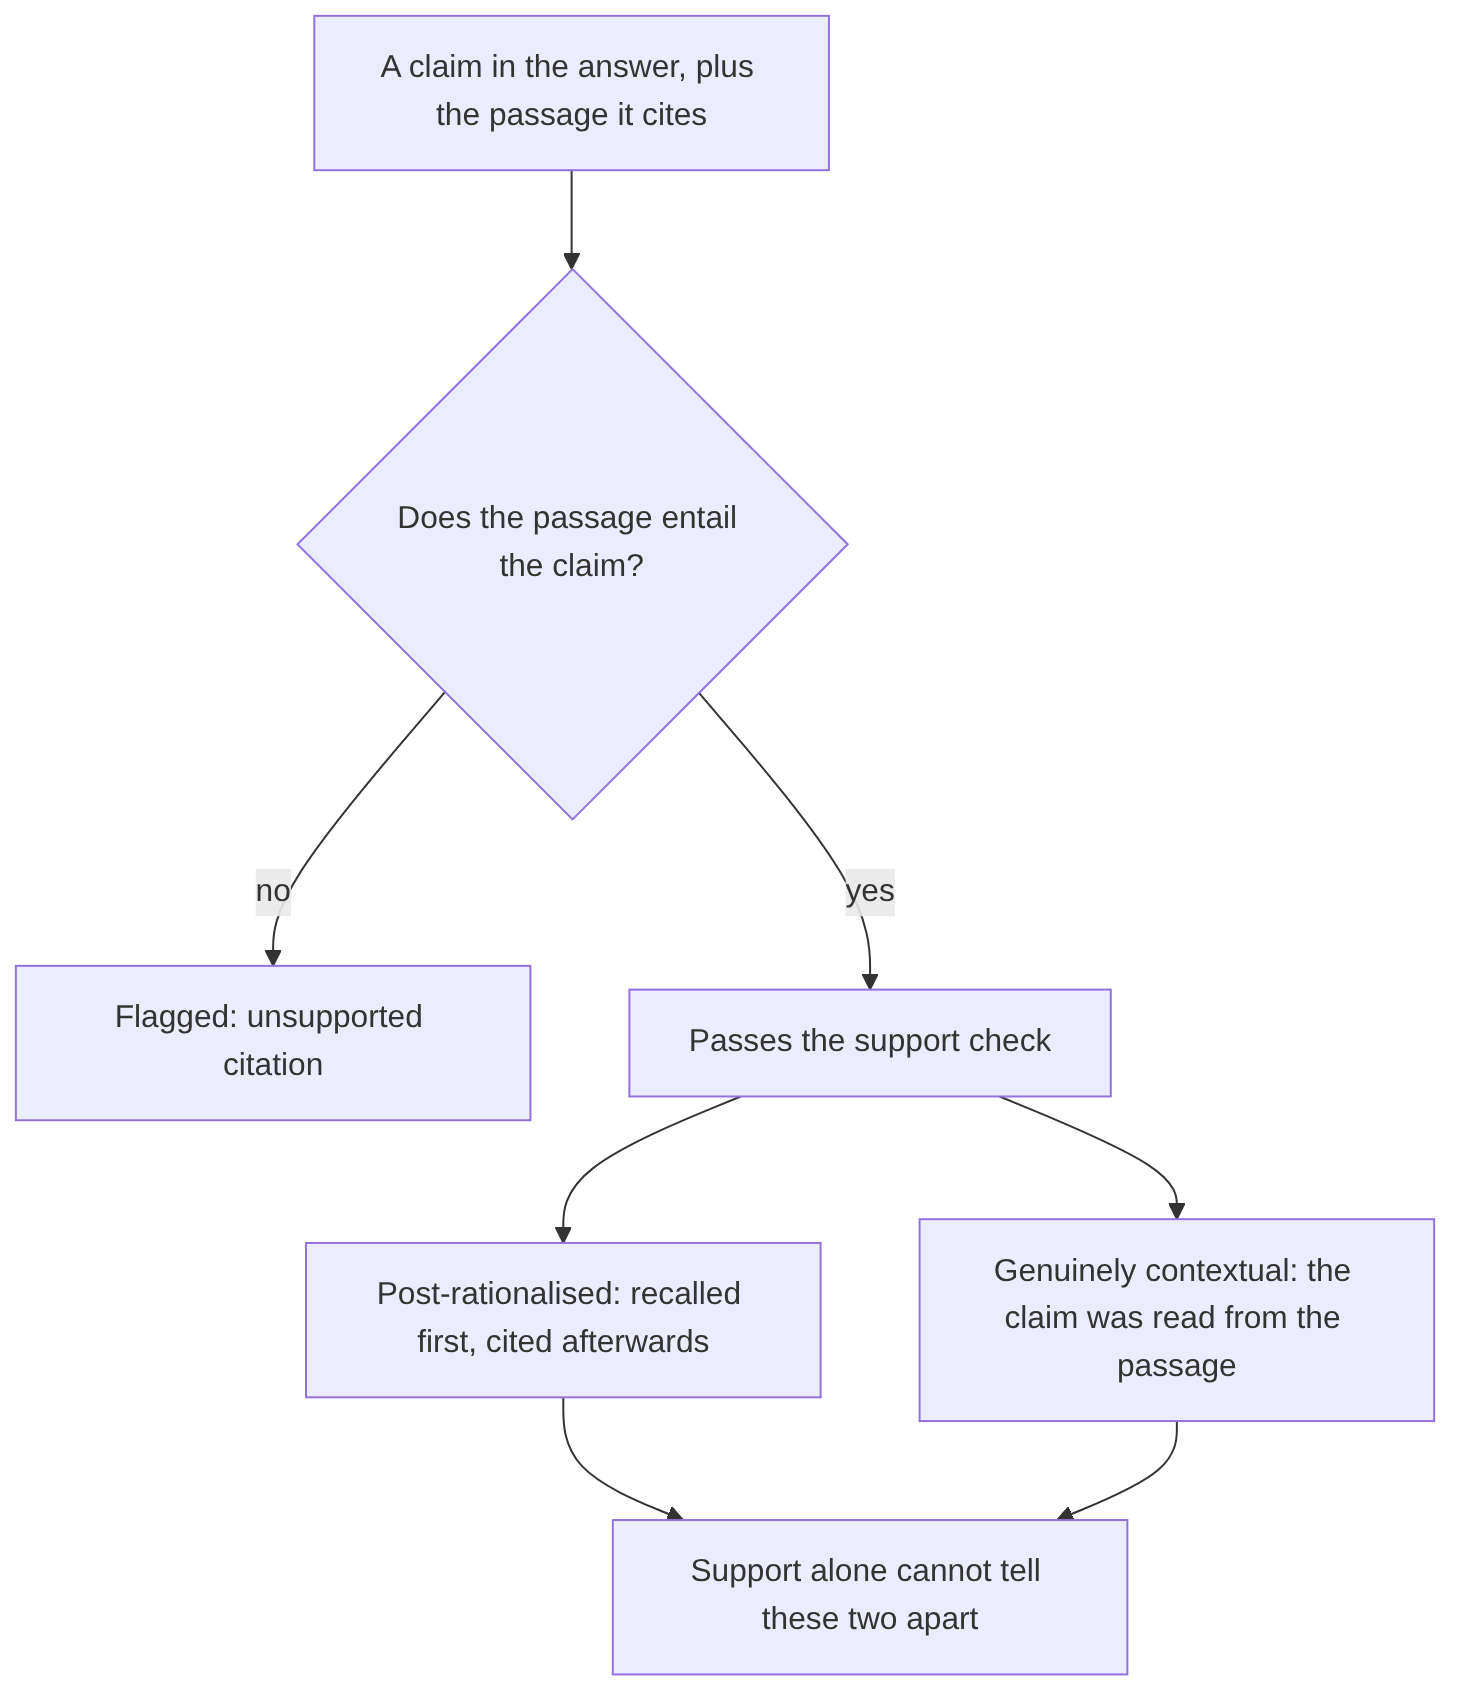 A claim in the answer, plus
the passage it cites
Does the passage entail
the claim?
no
yes
Flagged: unsupported
citation
Passes the support check
Post-rationalised: recalled
first, cited afterwards
Genuinely contextual: the
claim was read from the
passage
Support alone cannot tell
these two apart